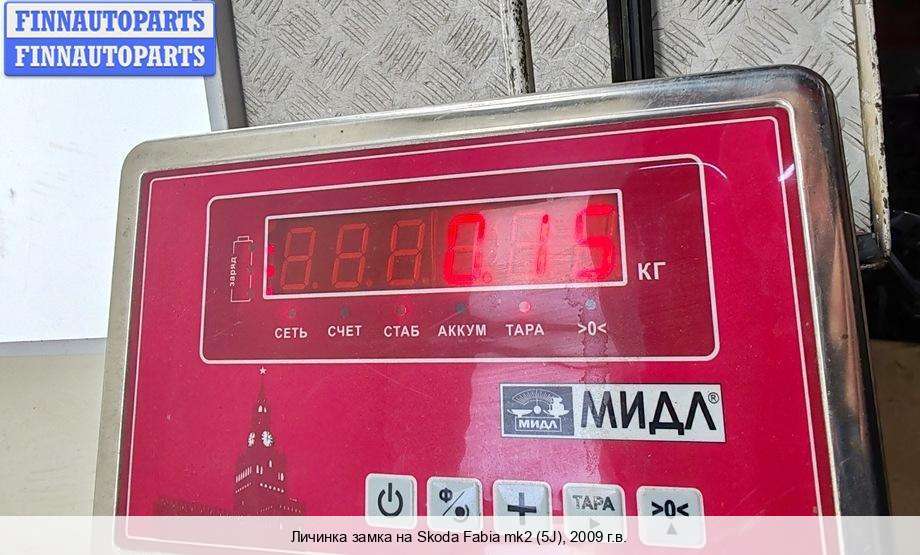 FINNAUTOPARTS
FINNAUTOPARTS
заряд
0.15 КГ
СЕТЬ СЧЕТ СТАБ АККУМ ТАРА >0<
МИДЛ МИДЛ®
Ф ТАРА >0<
Личинка замка на Skoda Fabia mk2 (5J), 2009 г.в.